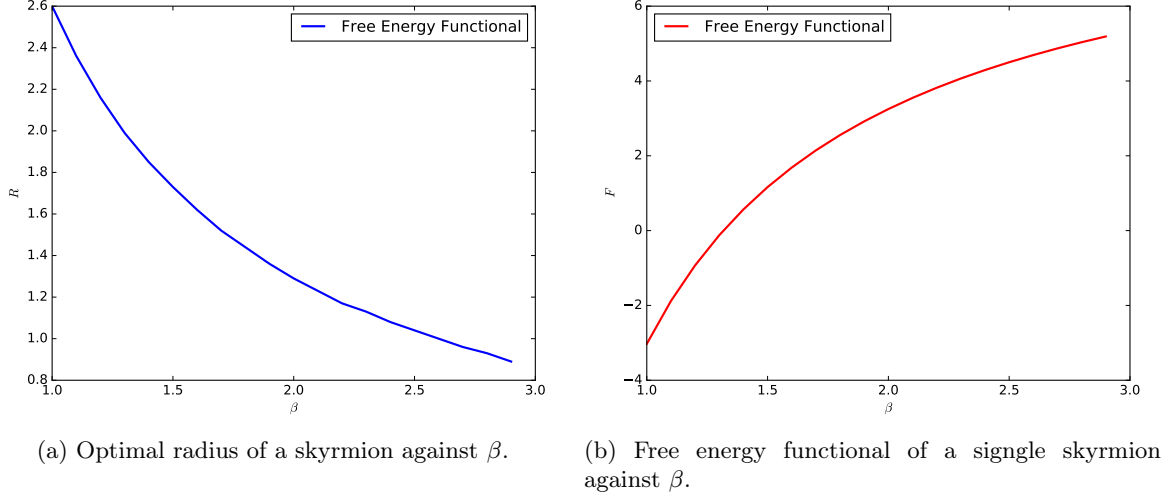 2.6
2.4
2.2
2.0
1.8
1.6
1.4
1.2
1.0
0.8
R
1.0
1.5
2.0
2.5
3.0
β
Free Energy Functional
(a) Optimal radius of a skyrmion against β.
6
4
2
0
−2
−4
F
1.0
1.5
2.0
2.5
3.0
β
Free Energy Functional
(b) Free energy functional of a signgle skyrmion
against β.